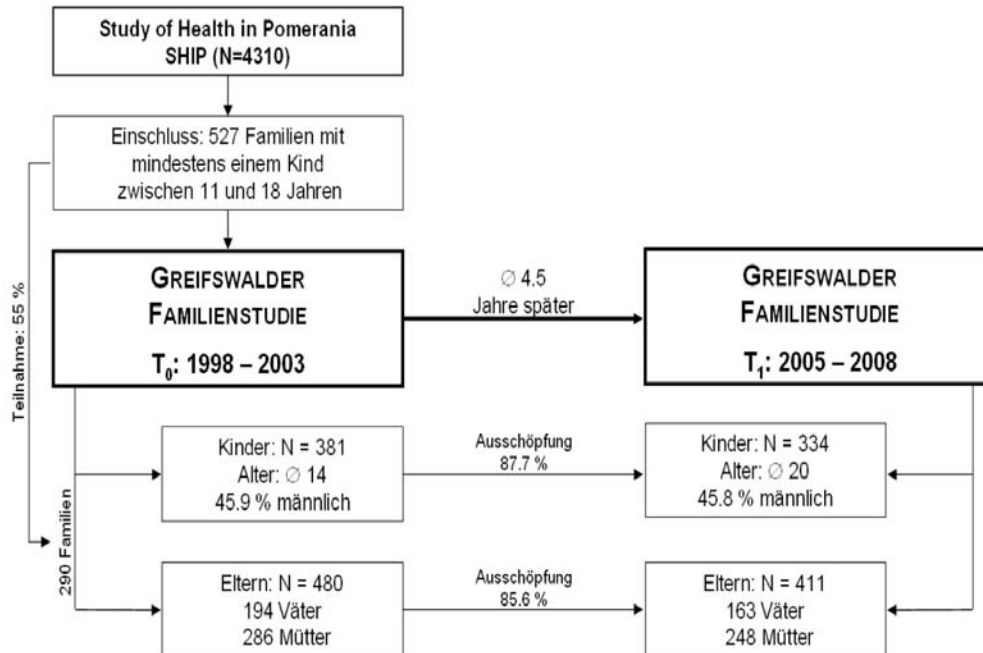 Study of Health in Pomerania
SHIP (N=4310)
Einschluss: 527 Familien mit
mindestens einem Kind
zwischen 11 und 18 Jahren
Teilnahme: 55 %
GREIFSWALDER
FAMILIENSTUDIE
T₀: 1998 – 2003
∅ 4.5
Jahre später
GREIFSWALDER
FAMILIENSTUDIE
T₁: 2005 – 2008
290 Familien
Kinder: N = 381
Alter: ∅ 14
45.9 % männlich
Ausschöpfung
87.7 %
Kinder: N = 334
Alter: ∅ 20
45.8 % männlich
Eltern: N = 480
194 Väter
286 Mütter
Ausschöpfung
85.6 %
Eltern: N = 411
163 Väter
248 Mütter